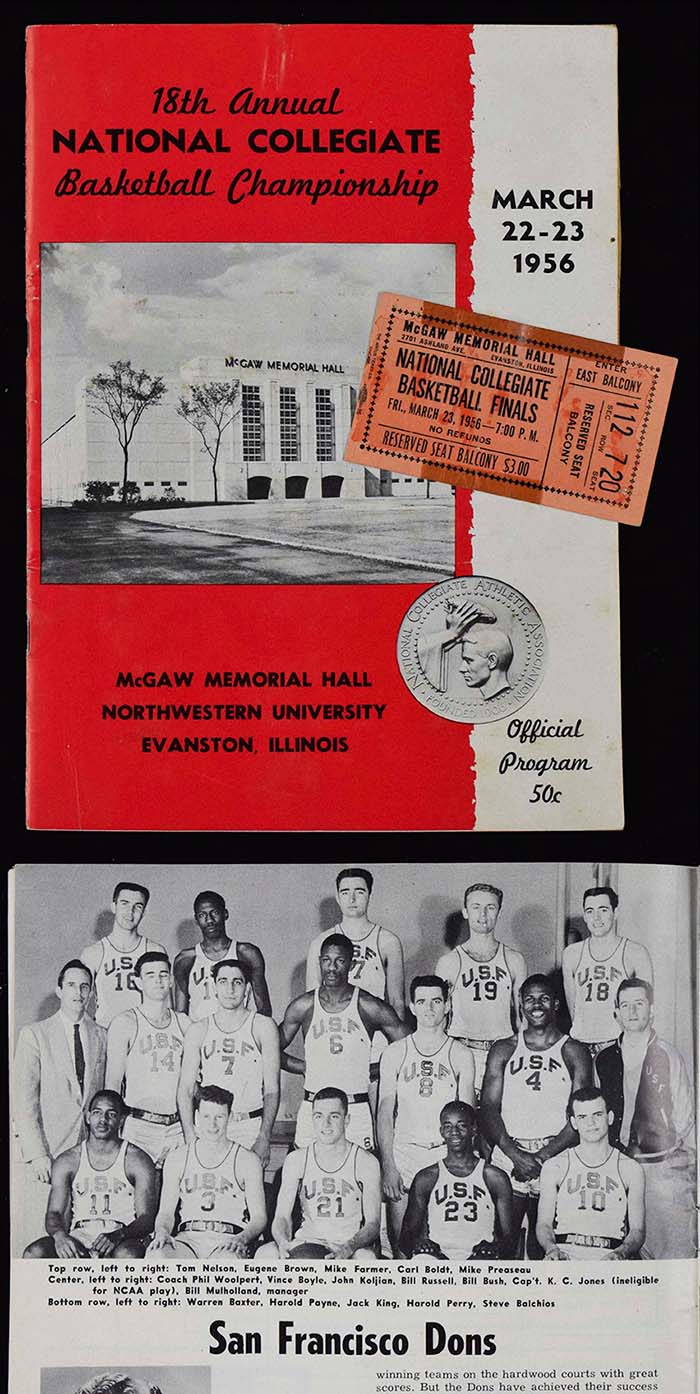 18th Annual
NATIONAL COLLEGIATE
Basketball Championship
MARCH
22-23
1956
McGAW MEMORIAL HALL
McGAW MEMORIAL HALL
2701 ASHLAND AVE. EVANSTON, ILLINOIS
NATIONAL COLLEGIATE
BASKETBALL FINALS
FRI., MARCH 23, 1956—7:00 P. M.
NO REFUNDS
RESERVED SEAT BALCONY $3.00
ENTER
EAST BALCONY
RESERVED SEAT
BALCONY
112 7 20
SEC. ROW SEAT
NATIONAL COLLEGIATE ATHLETIC ASSOCIATION
FOUNDED 1906
McGAW MEMORIAL HALL
NORTHWESTERN UNIVERSITY
EVANSTON, ILLINOIS
Official
Program
50c
U.S.F
7
U.S.F
19
U.S.F
18
U.S.F
14
U.S.F
7
U.S.F
6
U.S.F
8
U.S.F
4
USF
U.S.F
11
U.S.F
3
U.S.F
21
U.S.F
23
U.S.F
10
Top row, left to right: Tom Nelson, Eugene Brown, Mike Farmer, Carl Boldt, Mike Preaseau
Center, left to right: Coach Phil Woolpert, Vince Boyle, John Koljian, Bill Russell, Bill Bush, Cap't. K. C. Jones (ineligible
for NCAA play), Bill Mulholland, manager
Bottom row, left to right: Warren Baxter, Harold Payne, Jack King, Harold Perry, Steve Balchios
San Francisco Dons
winning teams on the hardwood courts with great
scores. But the Dons have achieved their success